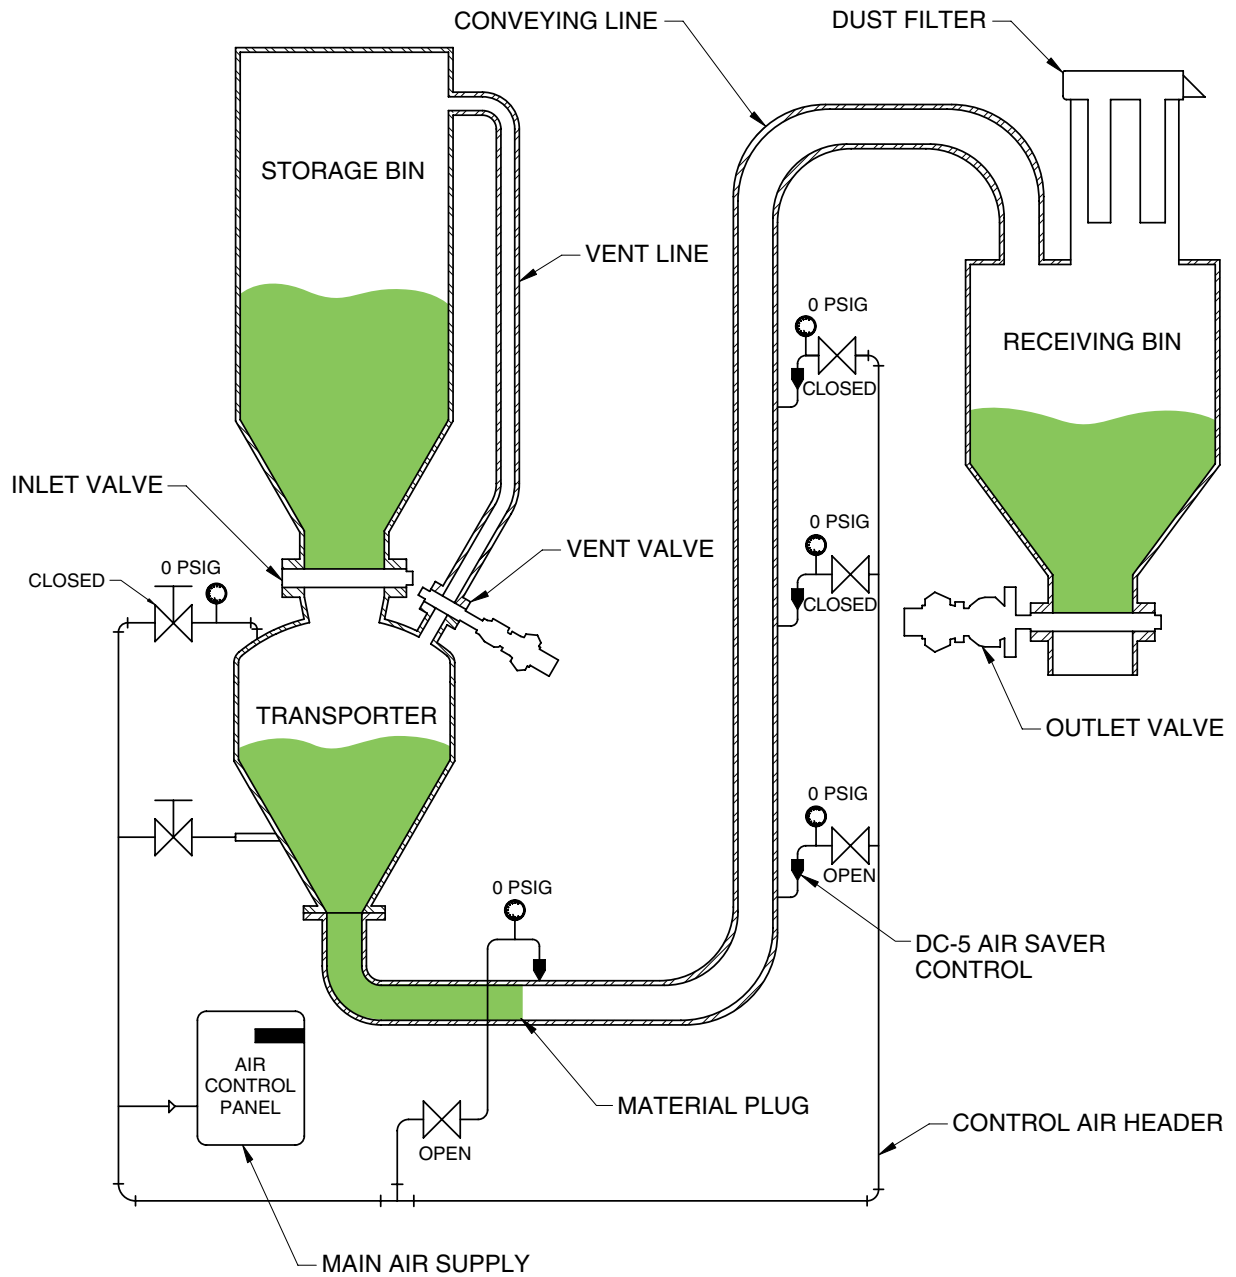 CONVEYING LINE
DUST FILTER
STORAGE BIN
VENT LINE
0 PSIG
RECEIVING BIN
CLOSED
INLET VALVE
0 PSIG
VENT VALVE
0 PSIG
CLOSED
CLOSED
TRANSPORTER
OUTLET VALVE
0 PSIG
OPEN
0 PSIG
DC-5 AIR SAVER
CONTROL
AIR
CONTROL
PANEL
MATERIAL PLUG
CONTROL AIR HEADER
OPEN
MAIN AIR SUPPLY